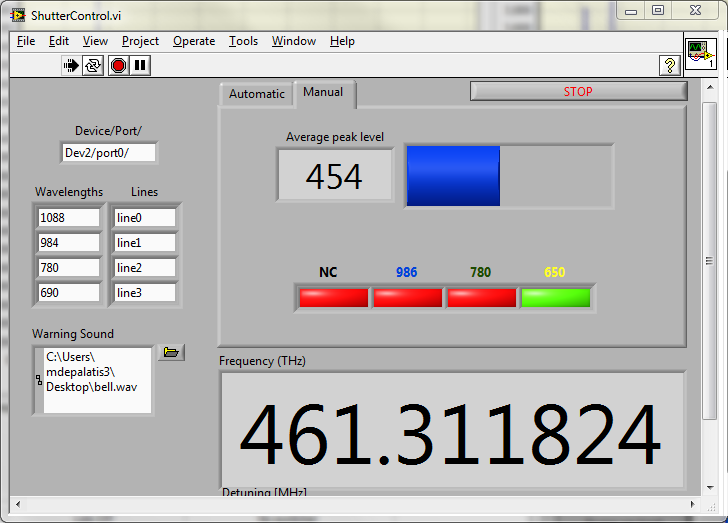 ShutterControl.vi
File Edit View Project Operate Tools Window Help
? 1
Automatic Manual STOP
Device/Port/
Dev2/port0/
Average peak level
454
Wavelengths Lines
1088 line0
984 line1
780 line2
690 line3
NC 986 780 650
Warning Sound
C:\Users\
mdepalatis3\
Desktop\bell.wav
Frequency (THz)
461.311824
Detuning [MHz]